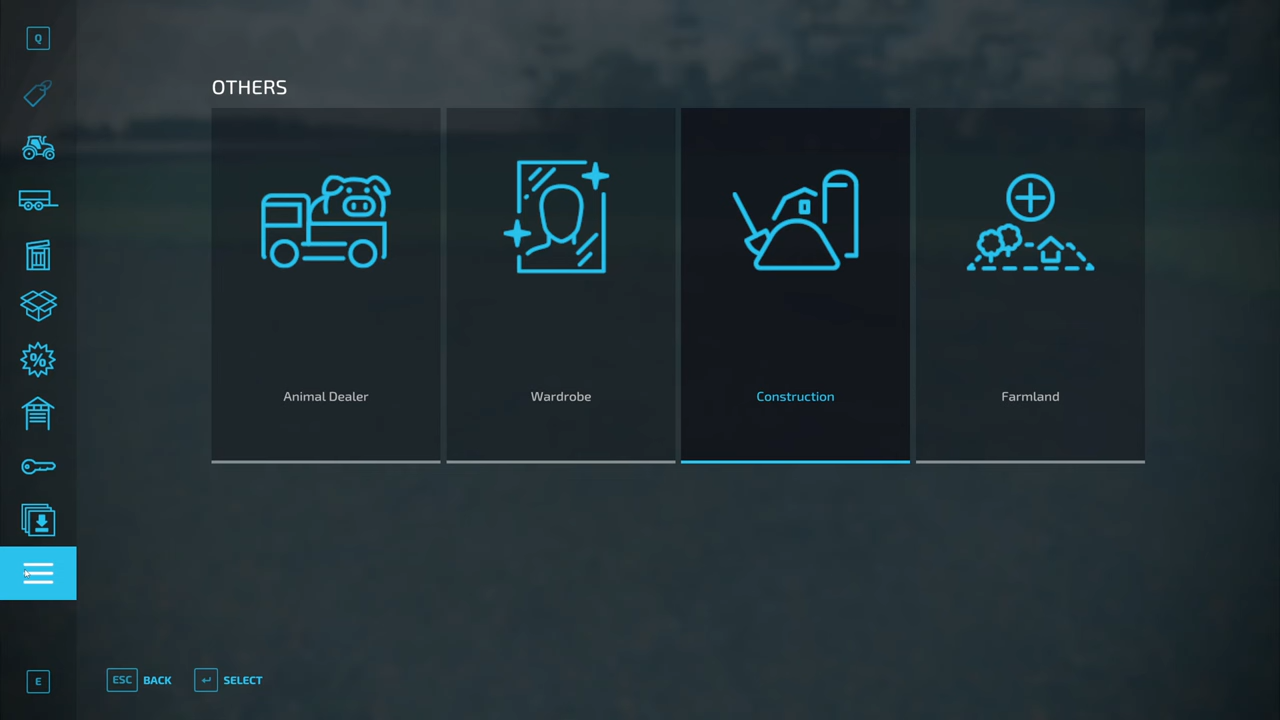 Q
OTHERS
%
Animal Dealer
Wardrobe
Construction
Farmland
E
ESC BACK
SELECT